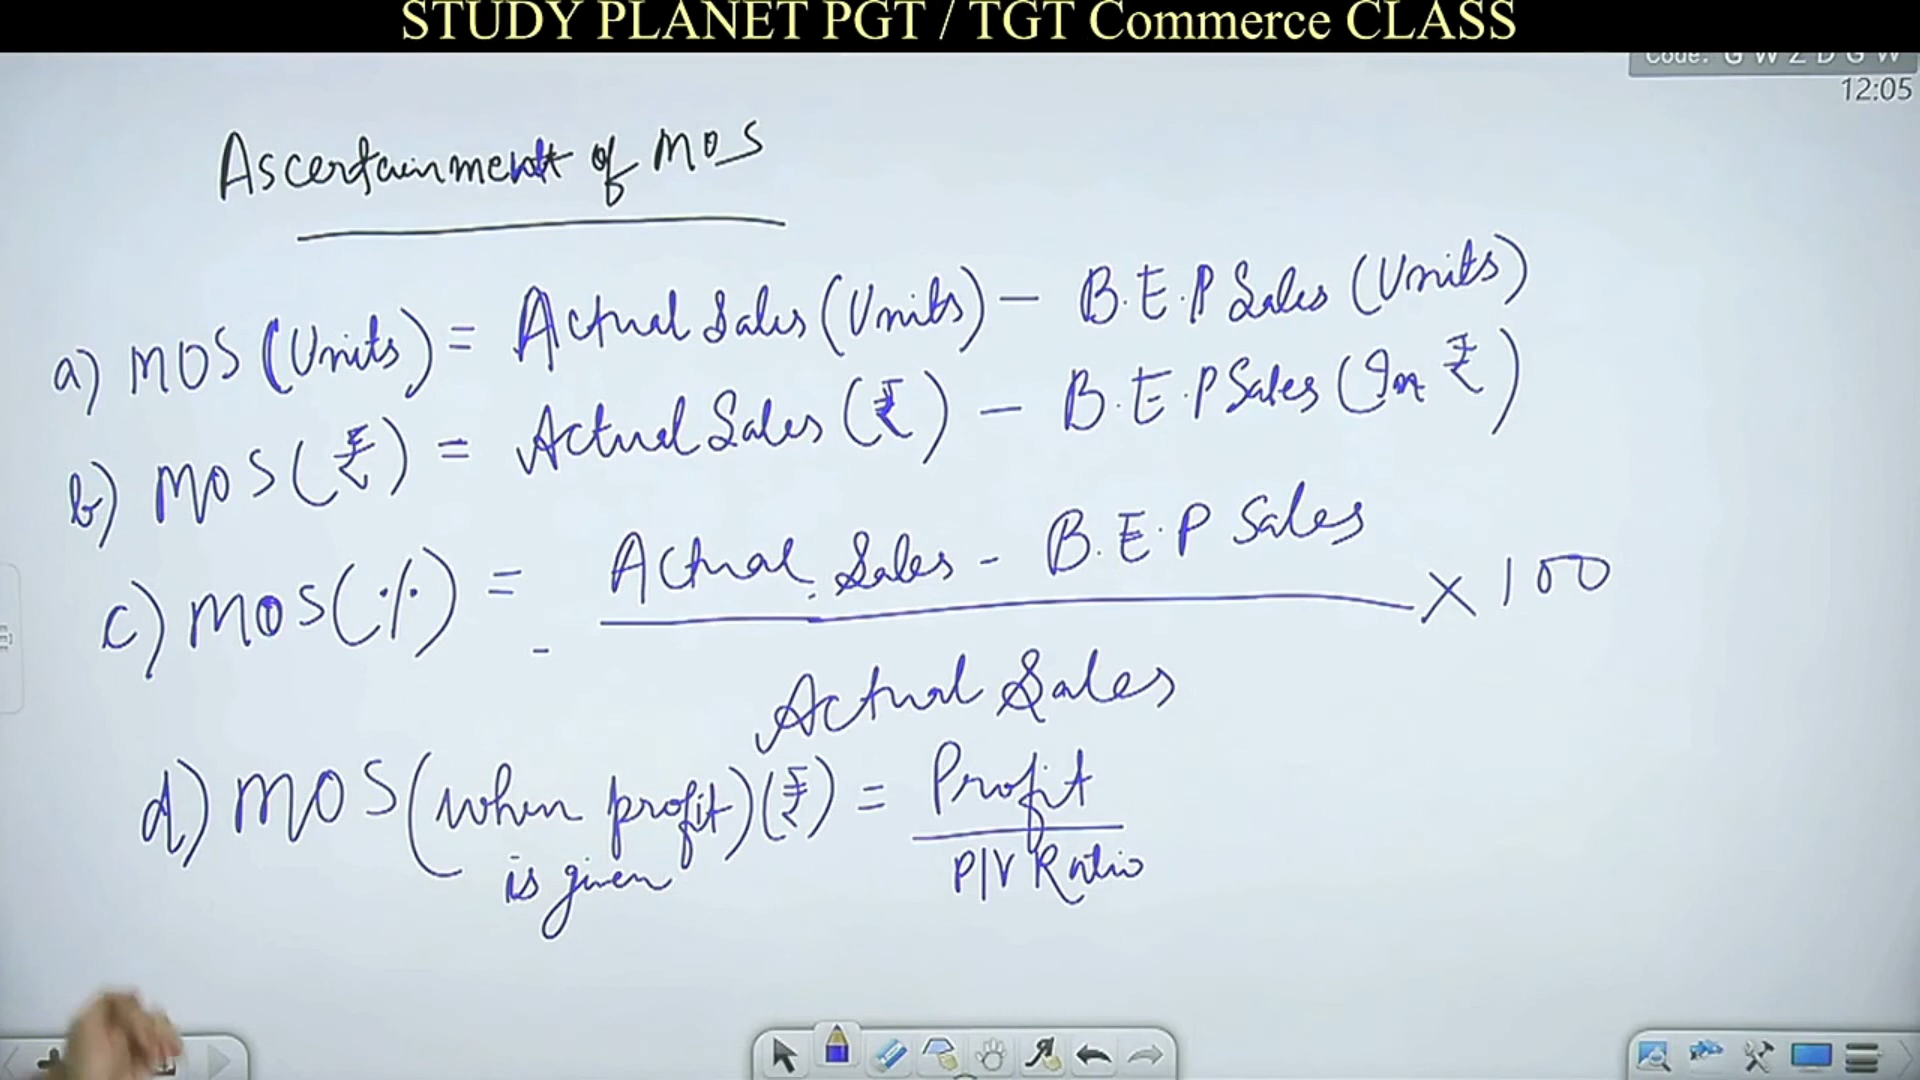 STUDY PLANET PGT / TGT Commerce CLASS
Code: G W Z D G W
12:05
Ascertainment of MOS
a) MOS (Units) = Actual Sales (Units) - B.E.P Sales (Units)
b) MOS (₹) = Actual Sales (₹) - B.E.P Sales (In ₹)
c) MOS (%) = Actual Sales - B.E.P Sales × 100
Actual Sales
d) MOS (when profit) (₹) = Profit
is given P/V Ratio